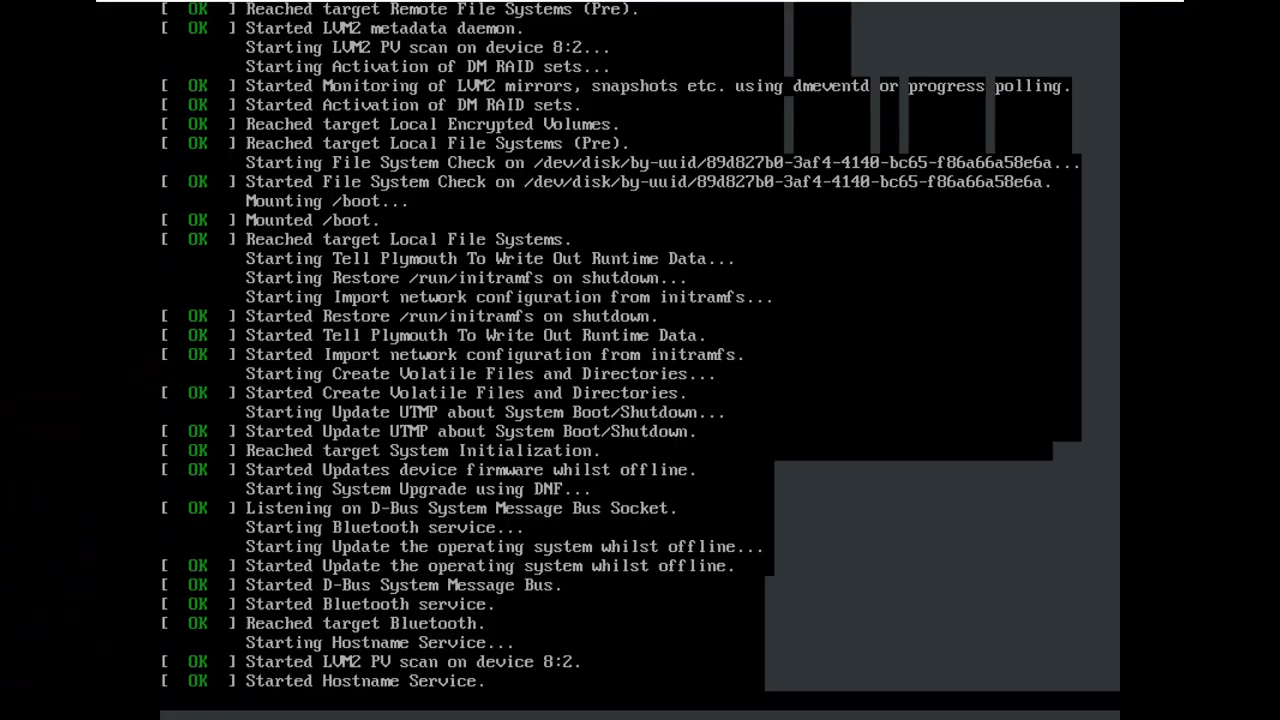 [  OK  ] Reached target Remote File Systems (Pre).
[  OK  ] Started LVM2 metadata daemon.
Starting LVM2 PV scan on device 8:2...
Starting Activation of DM RAID sets...
[  OK  ] Started Monitoring of LVM2 mirrors, snapshots etc. using dmeventd or progress polling.
[  OK  ] Started Activation of DM RAID sets.
[  OK  ] Reached target Local Encrypted Volumes.
[  OK  ] Reached target Local File Systems (Pre).
Starting File System Check on /dev/disk/by-uuid/89d827b0-3af4-4140-bc65-f86a66a58e6a...
[  OK  ] Started File System Check on /dev/disk/by-uuid/89d827b0-3af4-4140-bc65-f86a66a58e6a.
Mounting /boot...
[  OK  ] Mounted /boot.
[  OK  ] Reached target Local File Systems.
Starting Tell Plymouth To Write Out Runtime Data...
Starting Restore /run/initramfs on shutdown...
Starting Import network configuration from initramfs...
[  OK  ] Started Restore /run/initramfs on shutdown.
[  OK  ] Started Tell Plymouth To Write Out Runtime Data.
[  OK  ] Started Import network configuration from initramfs.
Starting Create Volatile Files and Directories...
[  OK  ] Started Create Volatile Files and Directories.
Starting Update UTMP about System Boot/Shutdown...
[  OK  ] Started Update UTMP about System Boot/Shutdown.
[  OK  ] Reached target System Initialization.
[  OK  ] Started Updates device firmware whilst offline.
Starting System Upgrade using DNF...
[  OK  ] Listening on D-Bus System Message Bus Socket.
Starting Bluetooth service...
Starting Update the operating system whilst offline...
[  OK  ] Started Update the operating system whilst offline.
[  OK  ] Started D-Bus System Message Bus.
[  OK  ] Started Bluetooth service.
[  OK  ] Reached target Bluetooth.
Starting Hostname Service...
[  OK  ] Started LVM2 PV scan on device 8:2.
[  OK  ] Started Hostname Service.